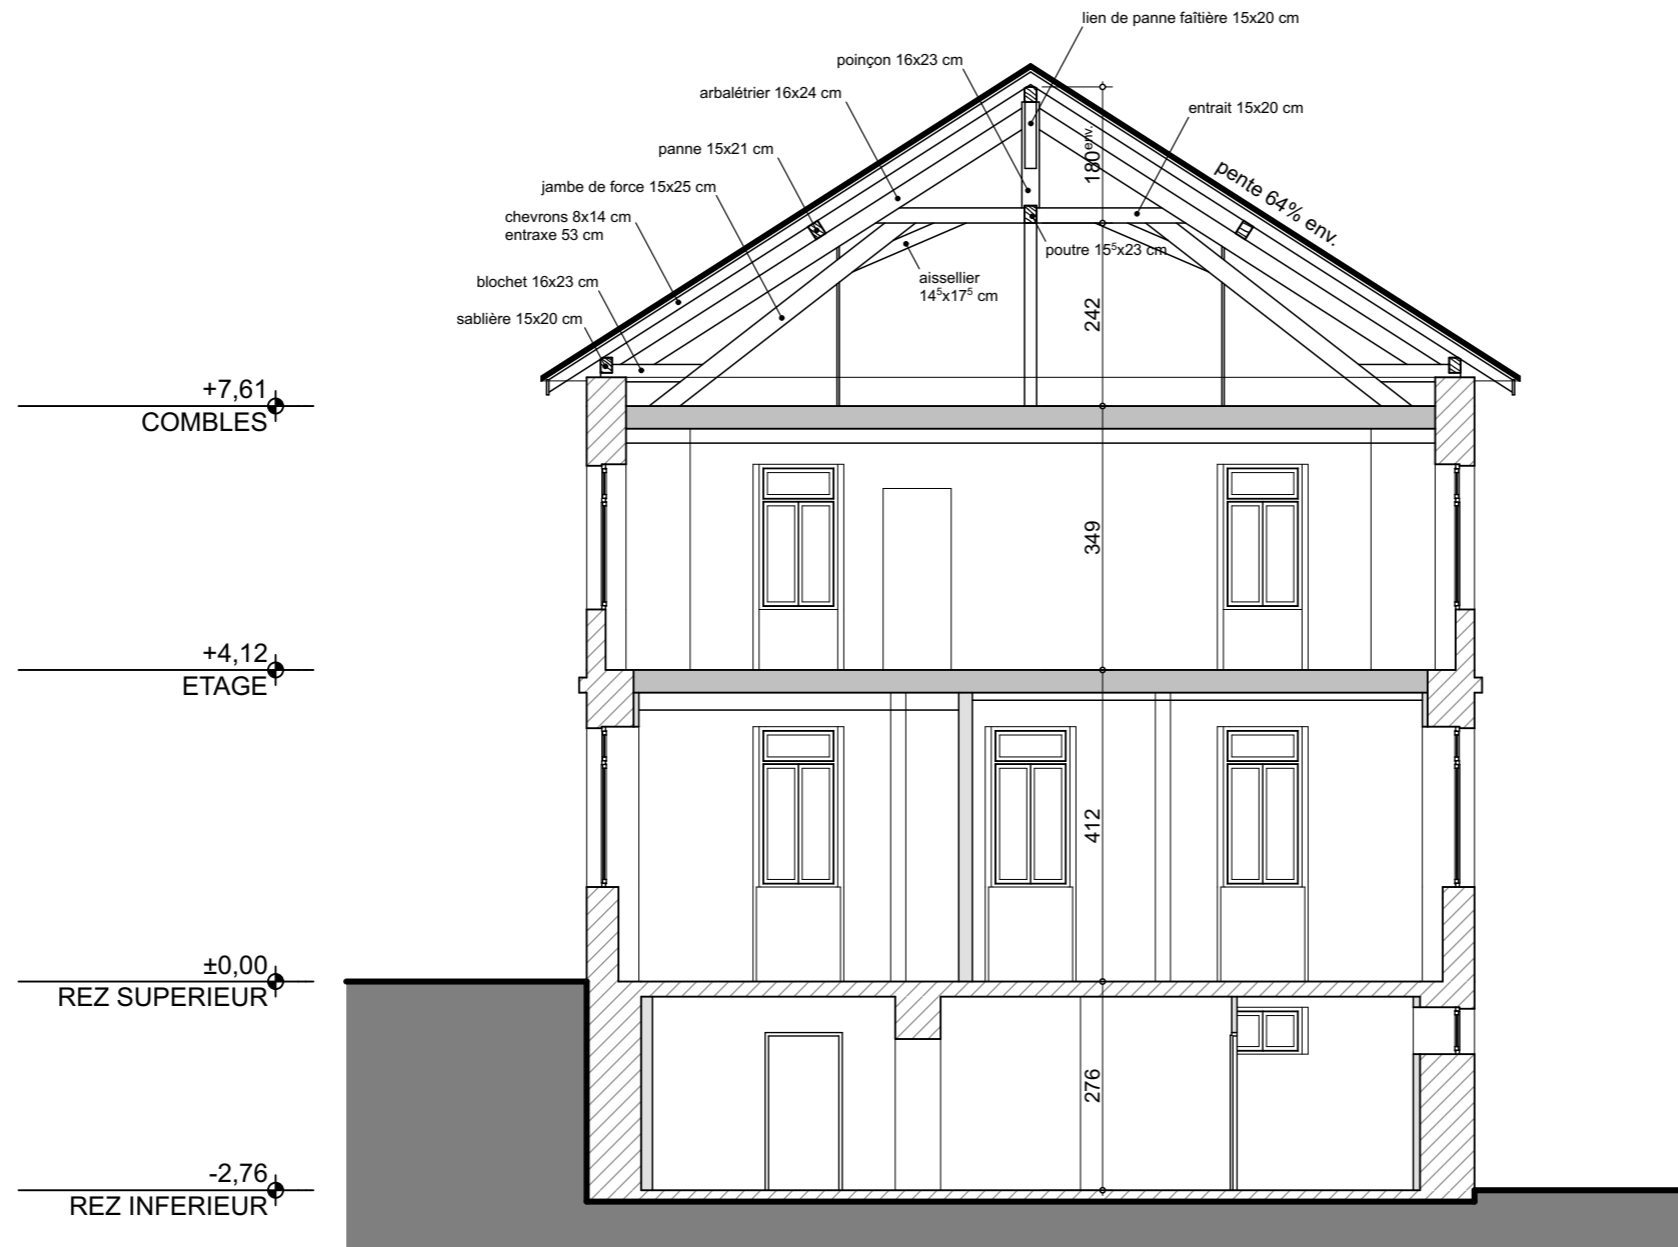 lien de panne faîtière 15x20 cm
poinçon 16x23 cm
arbalétrier 16x24 cm
entrait 15x20 cm
panne 15x21 cm
180env.
pente 64% env.
jambe de force 15x25 cm
chevrons 8x14 cm
entraxe 53 cm
poutre 15⁵x23 cm
blochet 16x23 cm
aissellier
14⁵x17⁵ cm
sablière 15x20 cm
242
+7,61
COMBLES
349
+4,12
ETAGE
412
±0,00
REZ SUPERIEUR
276
-2,76
REZ INFERIEUR